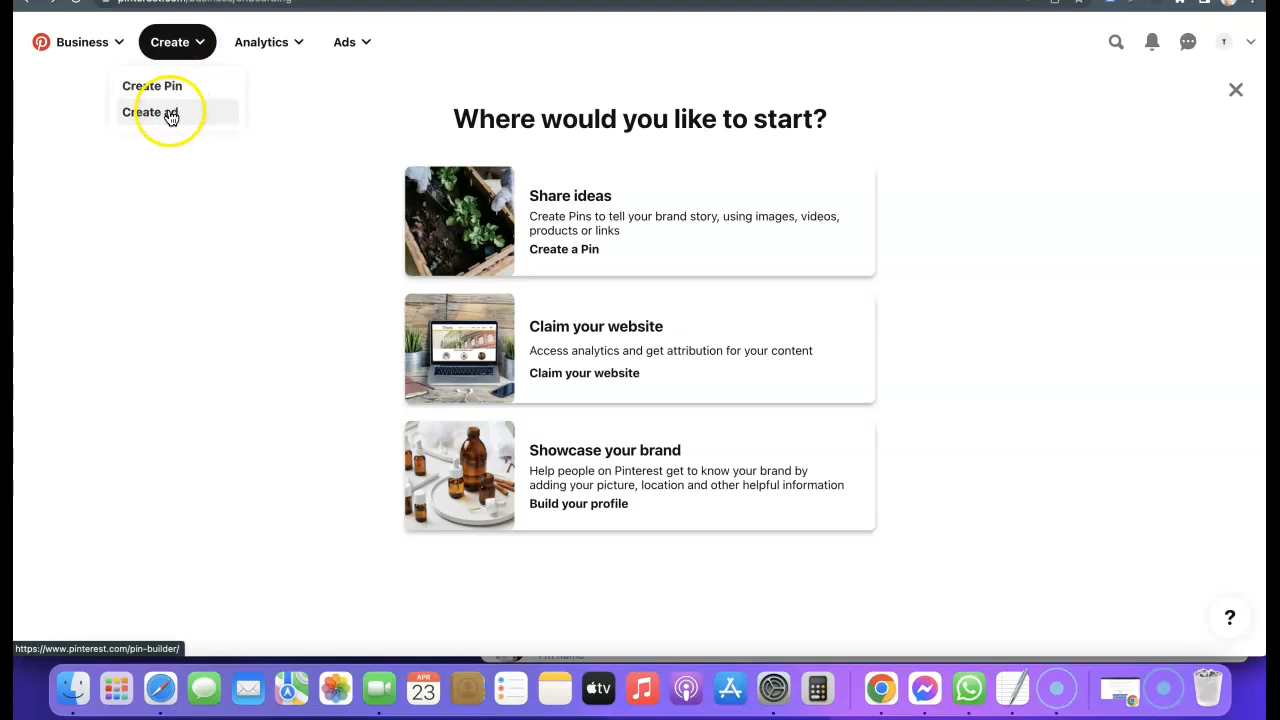 Business
Create
Analytics
Ads
T
Create Pin
Create ad
Where would you like to start?
Share ideas
Create Pins to tell your brand story, using images, videos,
products or links
Create a Pin
Claim your website
Access analytics and get attribution for your content
Claim your website
Showcase your brand
Help people on Pinterest get to know your brand by
adding your picture, location and other helpful information
Build your profile
?
https://www.pinterest.com/pin-builder/
APR
23
tv